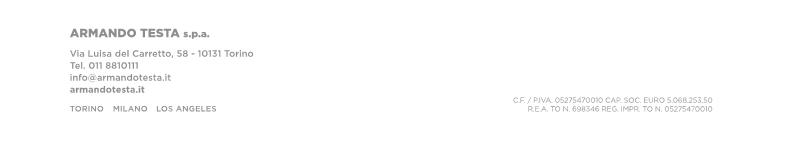 ARMANDO TESTA s.p.a.
Via Luisa del Carretto, 58 - 10131 Torino
Tel. 011 8810111
info@armandotesta.it
armandotesta.it
TORINO MILANO LOS ANGELES
C.F. / P.IVA. 05275470010 CAP. SOC. EURO 5.068.253,50
R.E.A. TO N. 698346 REG. IMPR. TO N. 05275470010